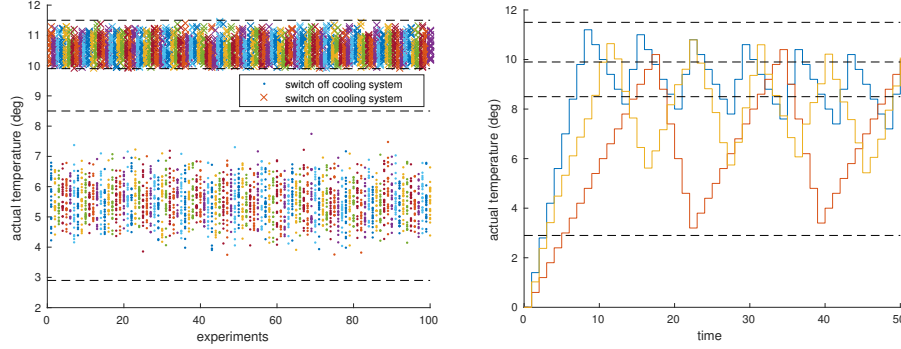 12
11
10
9
8
7
6
5
4
3
2
actual temperature (deg)
switch off cooling system
switch on cooling system
0 20 40 60 80 100
experiments
12
10
8
6
4
2
0
actual temperature (deg)
0 10 20 30 40 50
time